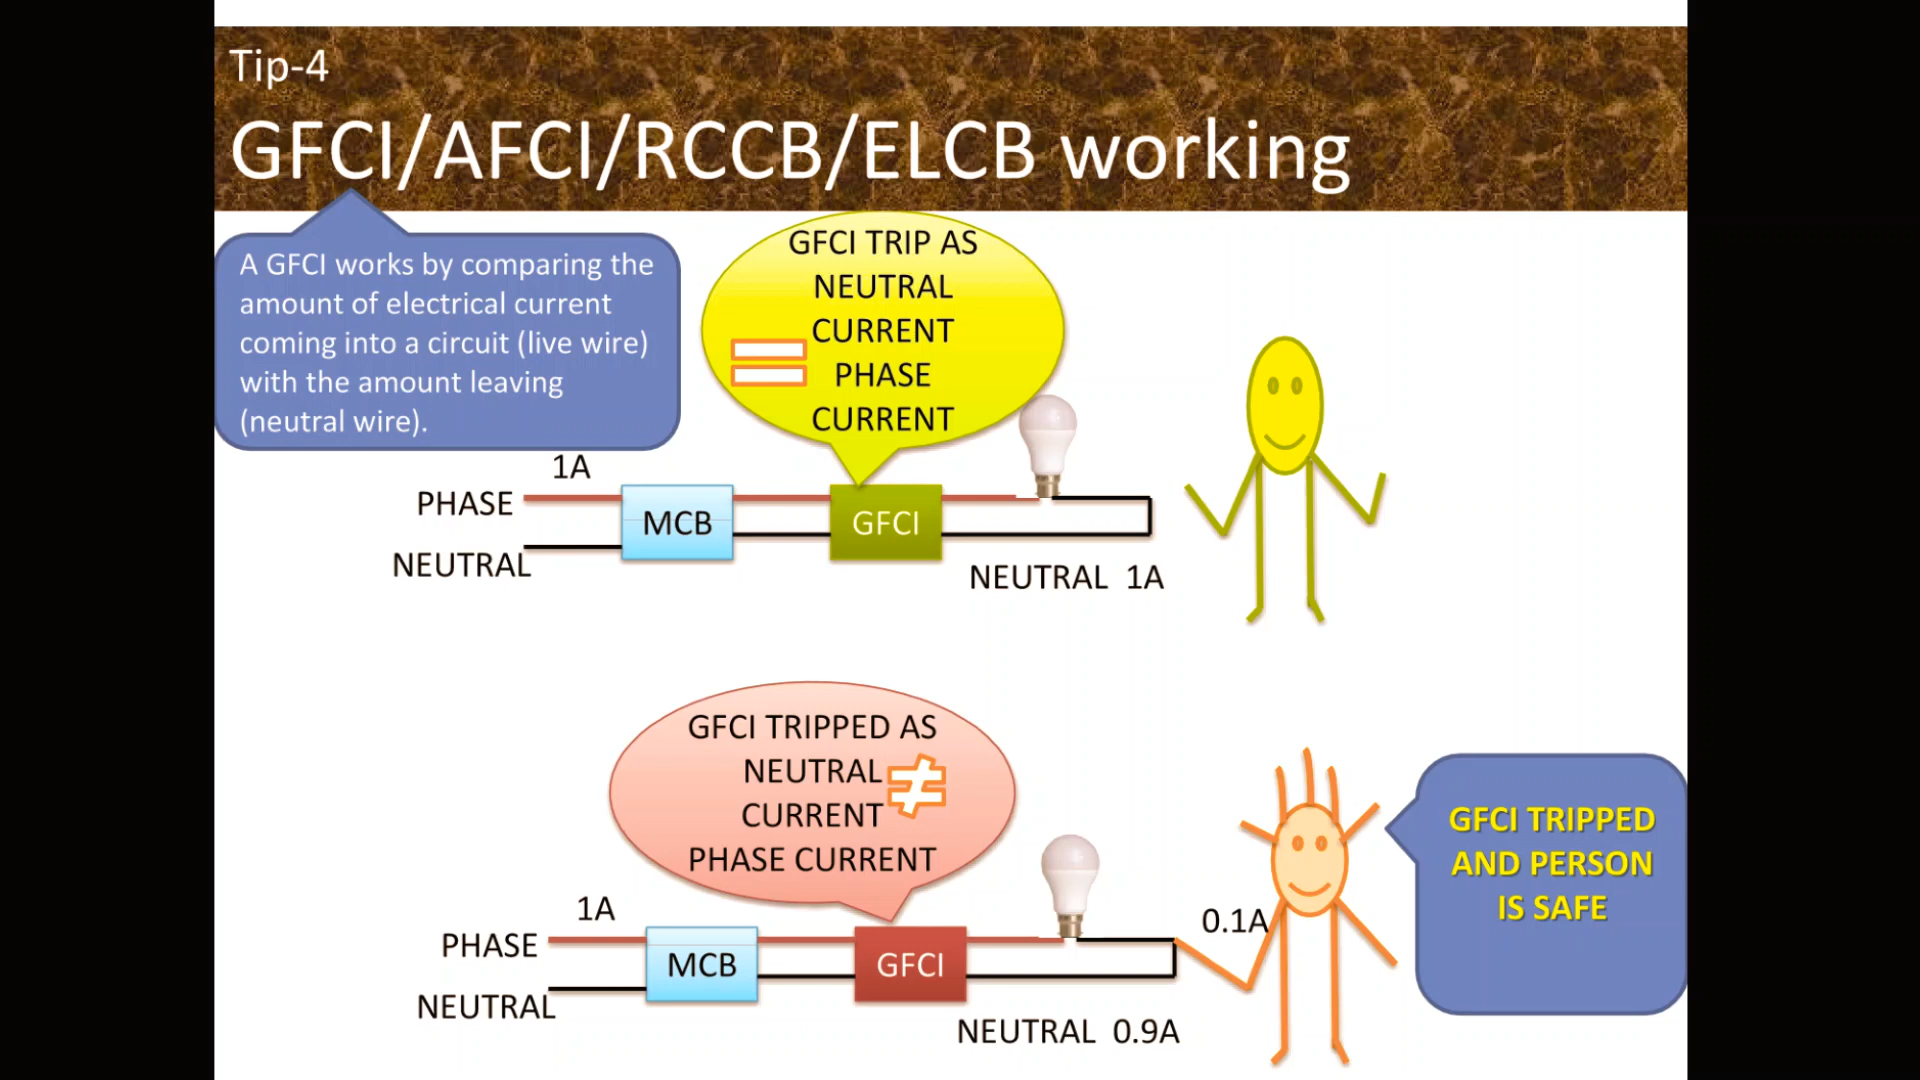 Tip-4
GFCI/AFCI/RCCB/ELCB working
A GFCI works by comparing the
amount of electrical current
coming into a circuit (live wire)
with the amount leaving
(neutral wire).
GFCI TRIP AS
NEUTRAL
CURRENT
=
PHASE
CURRENT
1A
PHASE
MCB
GFCI
NEUTRAL
NEUTRAL 1A
GFCI TRIPPED AS
NEUTRAL
≠
CURRENT
PHASE CURRENT
GFCI TRIPPED
AND PERSON
IS SAFE
1A
0.1A
PHASE
MCB
GFCI
NEUTRAL
NEUTRAL 0.9A